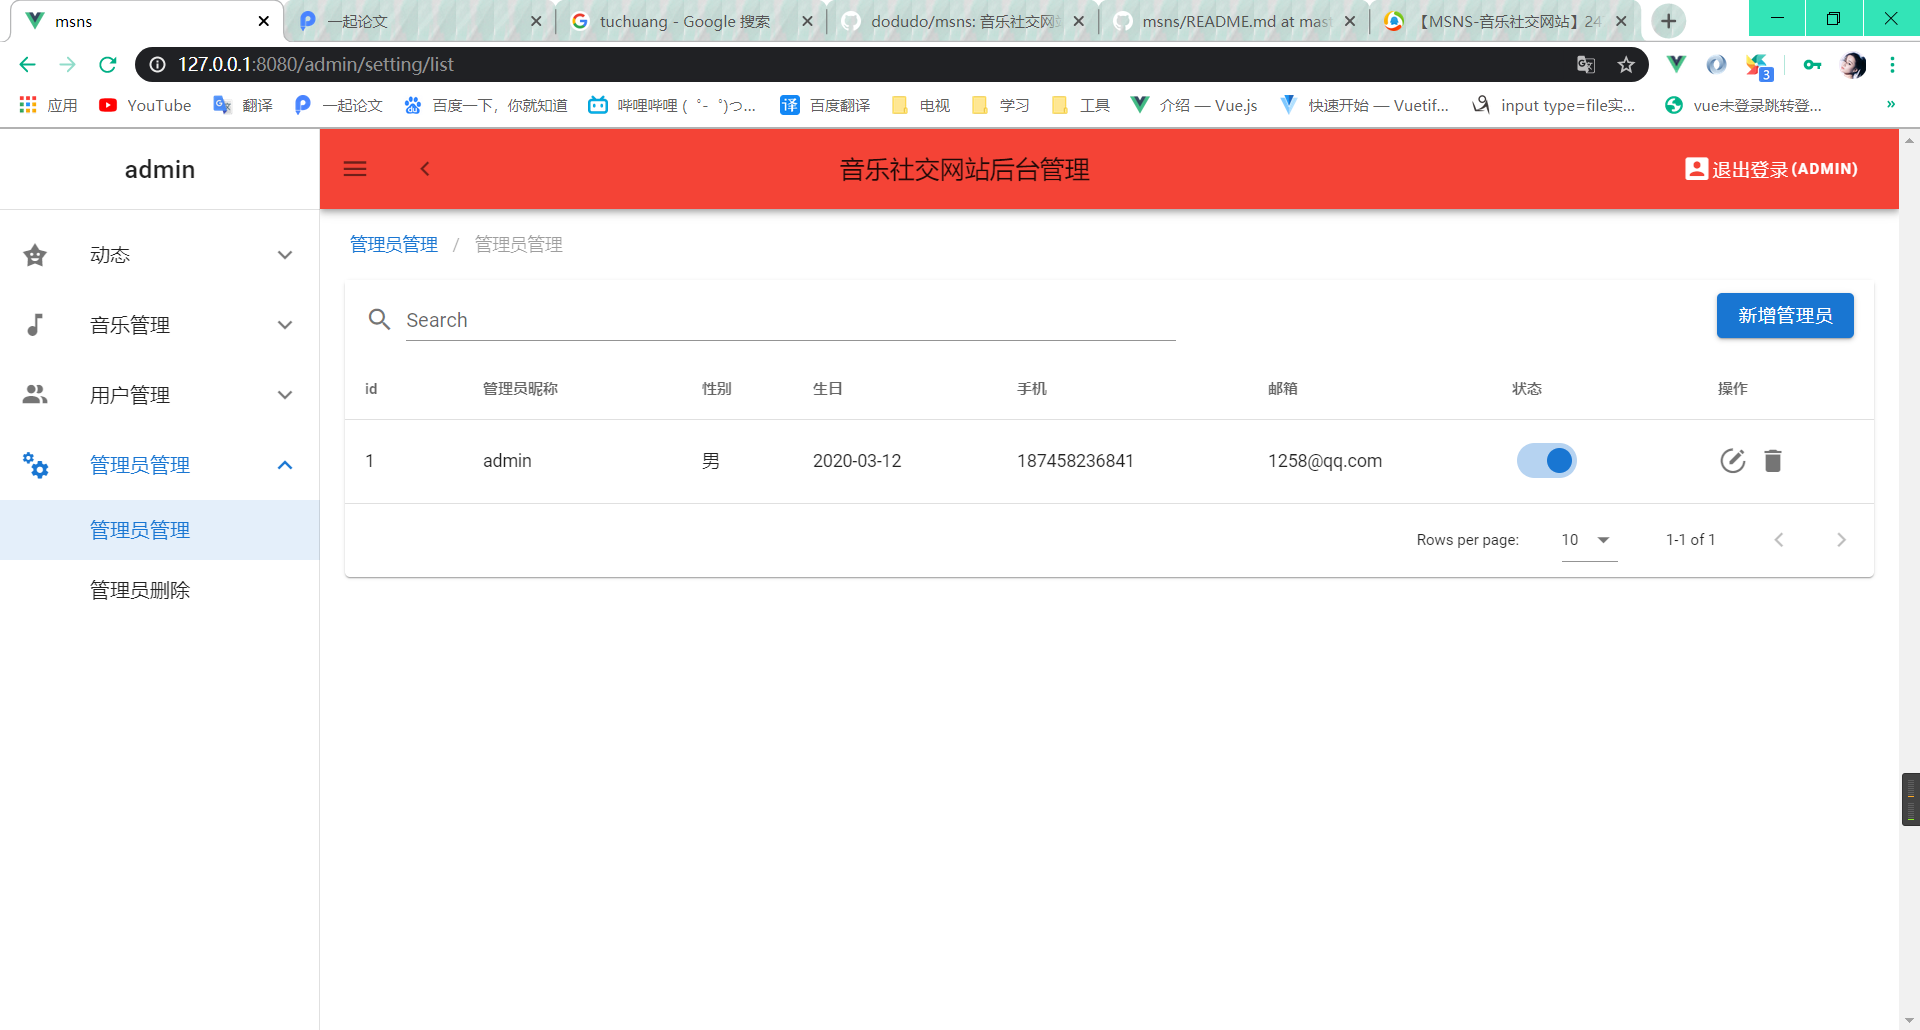 msns
一起论文
tuchuang - Google 搜索
dodudo/msns: 音乐社交网站
msns/README.md at mast
【MSNS-音乐社交网站】24
127.0.0.1:8080/admin/setting/list
3
应用
YouTube
翻译
一起论文
百度一下，你就知道
哔哩哔哩 ( ゜- ゜)つ...
译
百度翻译
电视
学习
工具
介绍 — Vue.js
快速开始 — Vuetif...
input type=file实...
vue未登录跳转登...
»
admin
音乐社交网站后台管理
退出登录(ADMIN)
动态
音乐管理
用户管理
管理员管理
管理员管理
管理员删除
管理员管理 / 管理员管理
Search
新增管理员
id 管理员昵称 性别 生日 手机 邮箱 状态 操作
1 admin 男 2020-03-12 187458236841 1258@qq.com
Rows per page: 10 1-1 of 1